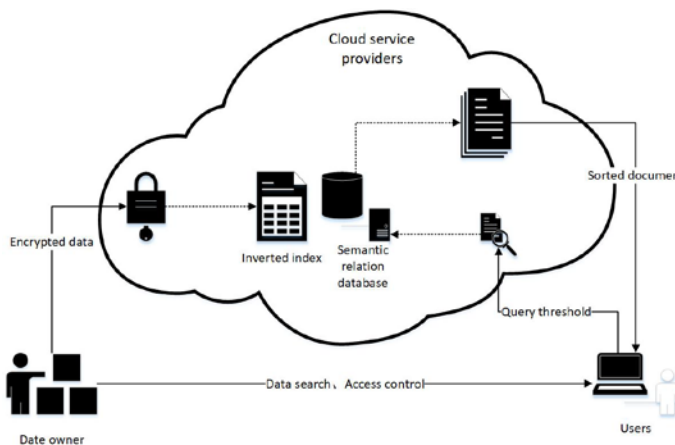 Cloud service
providers
Sorted documen
Encrypted data
Inverted index
Semantic
relation
database
Query threshold
Data search、Access control
Date owner
Users